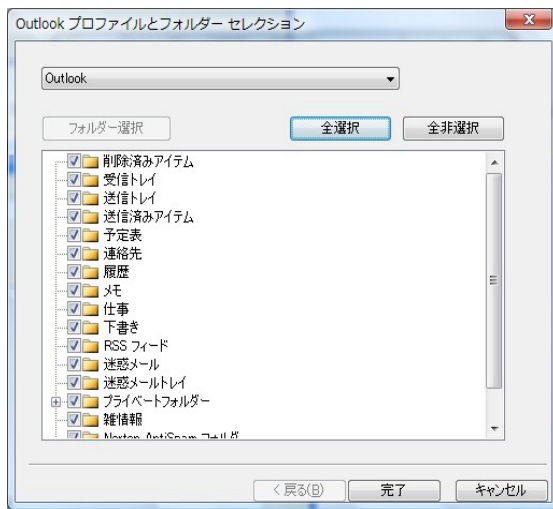 Outlook プロファイルとフォルダー セレクション
Outlook
フォルダー選択 全選択 全非選択
削除済みアイテム
受信トレイ
送信トレイ
送信済みアイテム
予定表
連絡先
履歴
メモ
仕事
下書き
RSS フィード
迷惑メール
迷惑メールトレイ
プライベートフォルダー
雑情報
Norton AntiSpam フォルダ
< 戻る(B) 完了 キャンセル